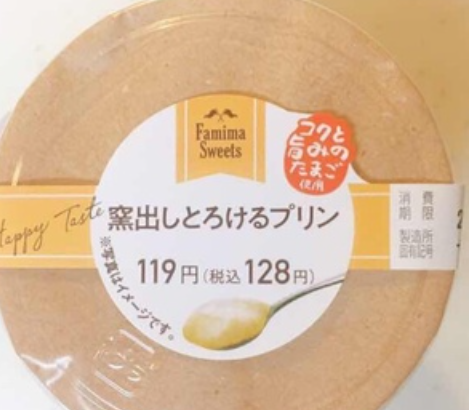 Famima
Sweets
コクと
旨みの
たまご
使用
Happy Taste
窯出しとろけるプリン
119円(税込128円)
※写真はイメージです。
消費
期限
製造所
固有記号